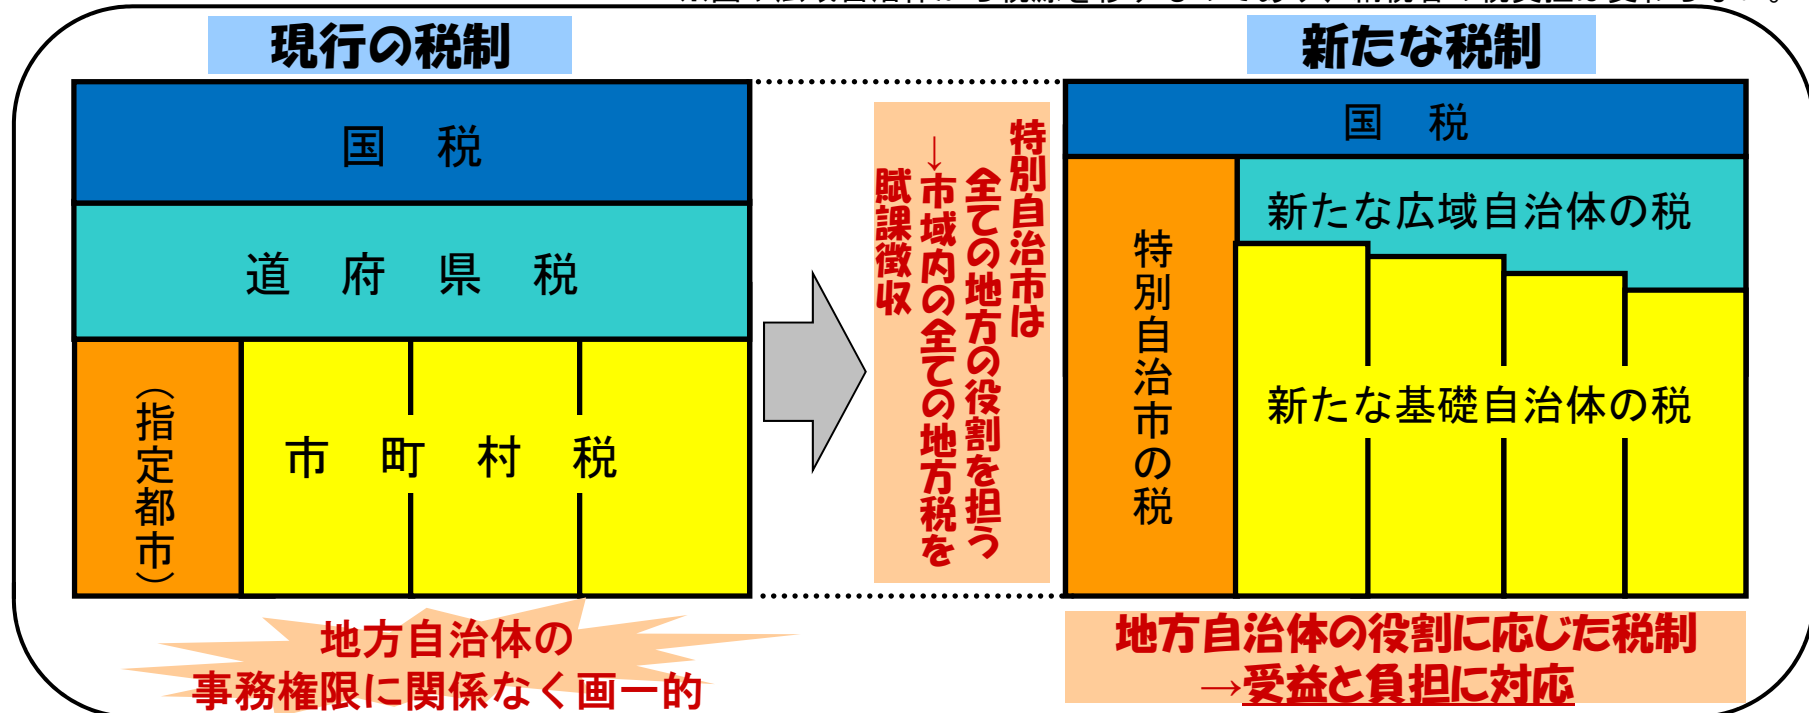 現行の税制
国税
道府県税
（指定都市）
市町村税
地方自治体の
事務権限に関係なく画一的
特別自治市は
全ての地方の役割を担う
→市域内の全ての地方税を
賦課徴収
新たな税制
国税
特別自治市の税
新たな広域自治体の税
新たな基礎自治体の税
地方自治体の役割に応じた税制
→受益と負担に対応